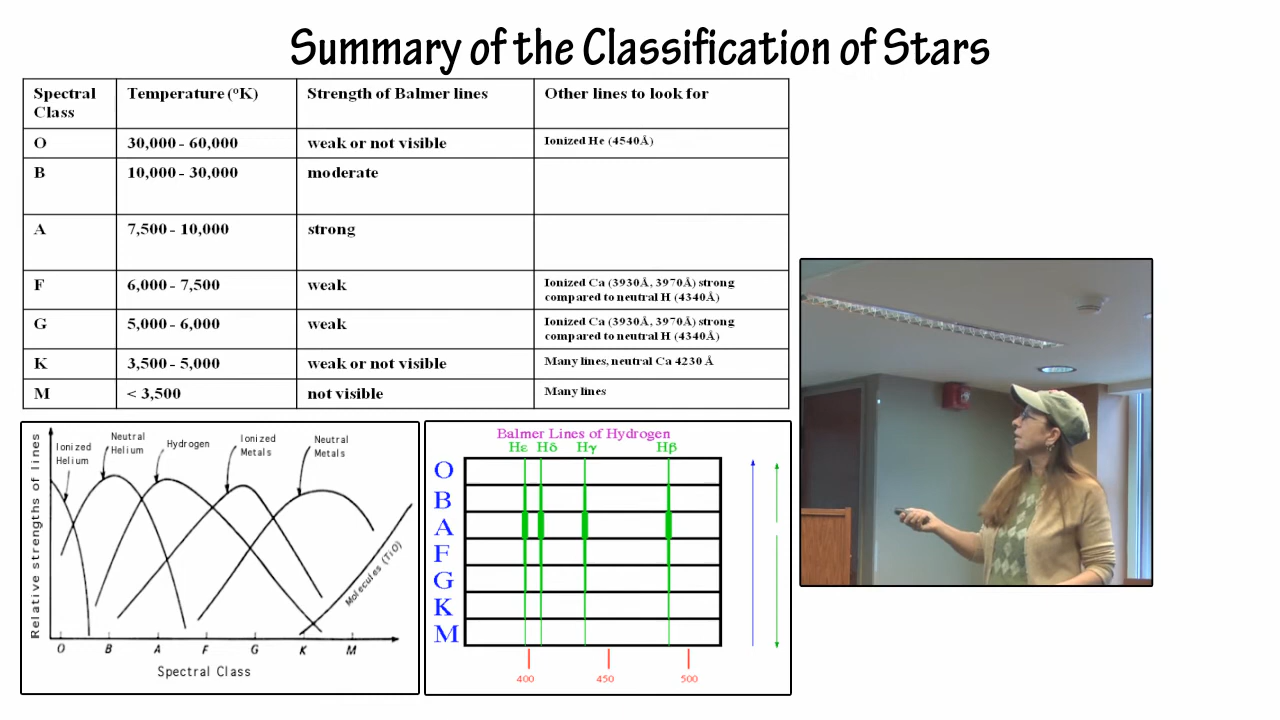 Summary of the Classification of Stars
Spectral Class
Temperature (°K)
Strength of Balmer lines
Other lines to look for
O
30,000 - 60,000
weak or not visible
Ionized He (4540Å)
B
10,000 - 30,000
moderate
A
7,500 - 10,000
strong
F
6,000 - 7,500
weak
Ionized Ca (3930Å, 3970Å) strong
compared to neutral H (4340Å)
G
5,000 - 6,000
weak
Ionized Ca (3930Å, 3970Å) strong
compared to neutral H (4340Å)
K
3,500 - 5,000
weak or not visible
Many lines, neutral Ca 4230 Å
M
< 3,500
not visible
Many lines
Relative strengths of lines
Ionized
Helium
Neutral
Helium
Hydrogen
Ionized
Metals
Neutral
Metals
Molecules (TiO)
O B A F G K M
Spectral Class
Balmer Lines of Hydrogen
Hε Hδ Hγ Hβ
O
B
A
F
G
K
M
400 450 500